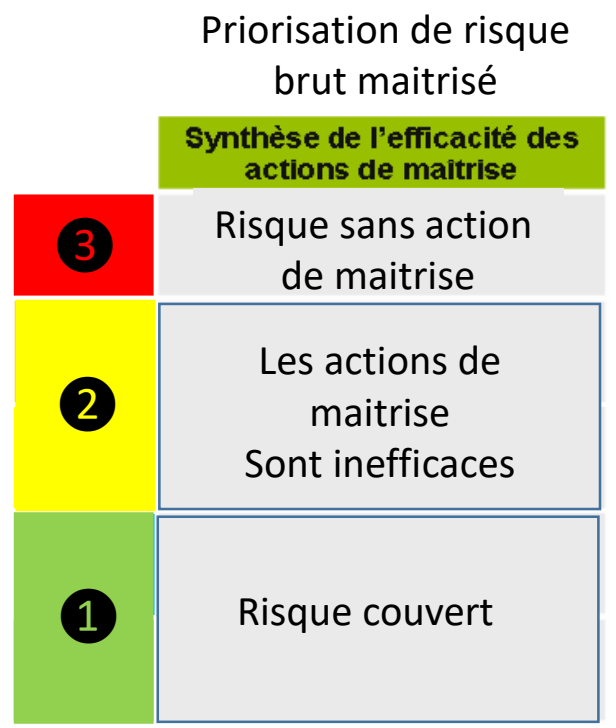 Priorisation de risque
brut maitrisé
Synthèse de l'efficacité des
actions de maîtrise
3
Risque sans action
de maitrise
2
Les actions de
maitrise
Sont inefficaces
1
Risque couvert